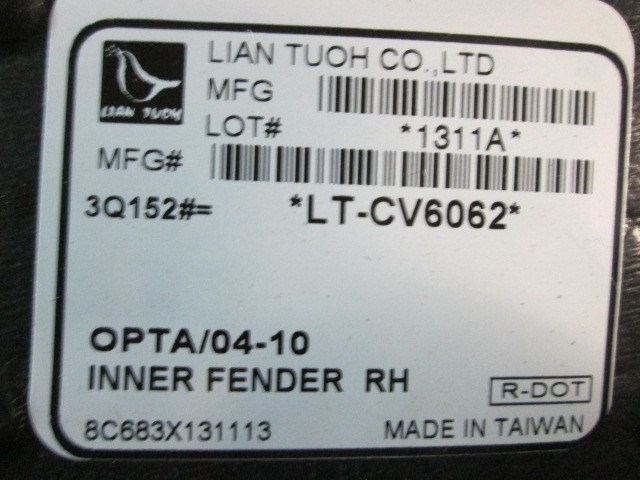 LIAN TUOH
LIAN TUOH CO.,LTD
MFG
LOT#
*1311A*
MFG#
3Q152#= *LT-CV6062*
OPTA/04-10
INNER FENDER RH
R-DOT
8C683X131113 MADE IN TAIWAN